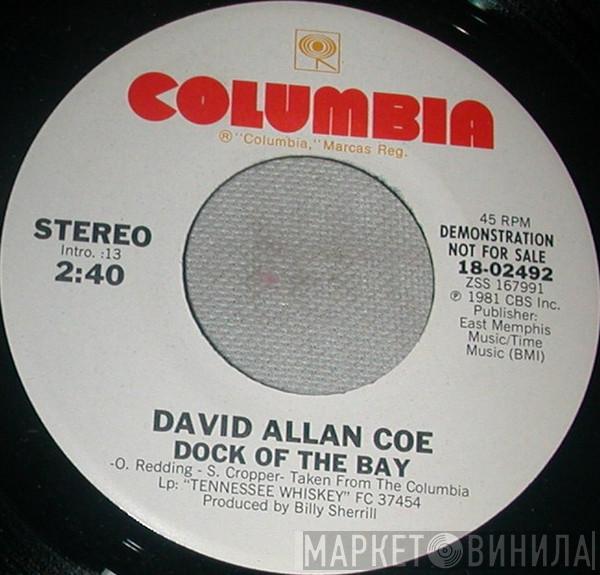 COLUMBIA
® "Columbia," Marcas Reg.
STEREO
Intro. :13
2:40
45 RPM
DEMONSTRATION
NOT FOR SALE
18-02492
ZSS 167991
℗ 1981 CBS Inc.
Publisher:
East Memphis
Music/Time
Music (BMI)
DAVID ALLAN COE
DOCK OF THE BAY
-O. Redding - S. Cropper- Taken From The Columbia
Lp: "TENNESSEE WHISKEY" FC 37454
Produced by Billy Sherrill
МАРКЕТ ВИНИЛА